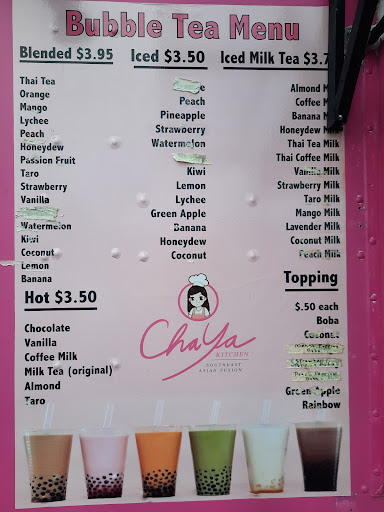 Bubble Tea Menu
Blended $3.95
Thai Tea
Orange
Mango
Lychee
Peach
Honeydew
Passion Fruit
Taro
Strawberry
Vanilla
Watermelon
Kiwi
Coconut
Lemon
Banana
Iced $3.50
Peach
Pineapple
Strawberry
Watermelon
Kiwi
Lemon
Lychee
Green Apple
Banana
Honeydew
Coconut
Iced Milk Tea $3.7
Almond M
Coffee M
Banana M
Honeydew Milk
Thai Tea Milk
Thai Coffee Milk
Vanilla Milk
Strawberry Milk
Taro Milk
Mango Milk
Lavender Milk
Coconut Milk
Peach Milk
Hot $3.50
Chocolate
Vanilla
Coffee Milk
Milk Tea (original)
Almond
Taro
ChaYa
KITCHEN
SOUTHEAST
ASIAN FUSION
Topping
$.50 each
Boba
Coconut
Green Apple
Rainbow